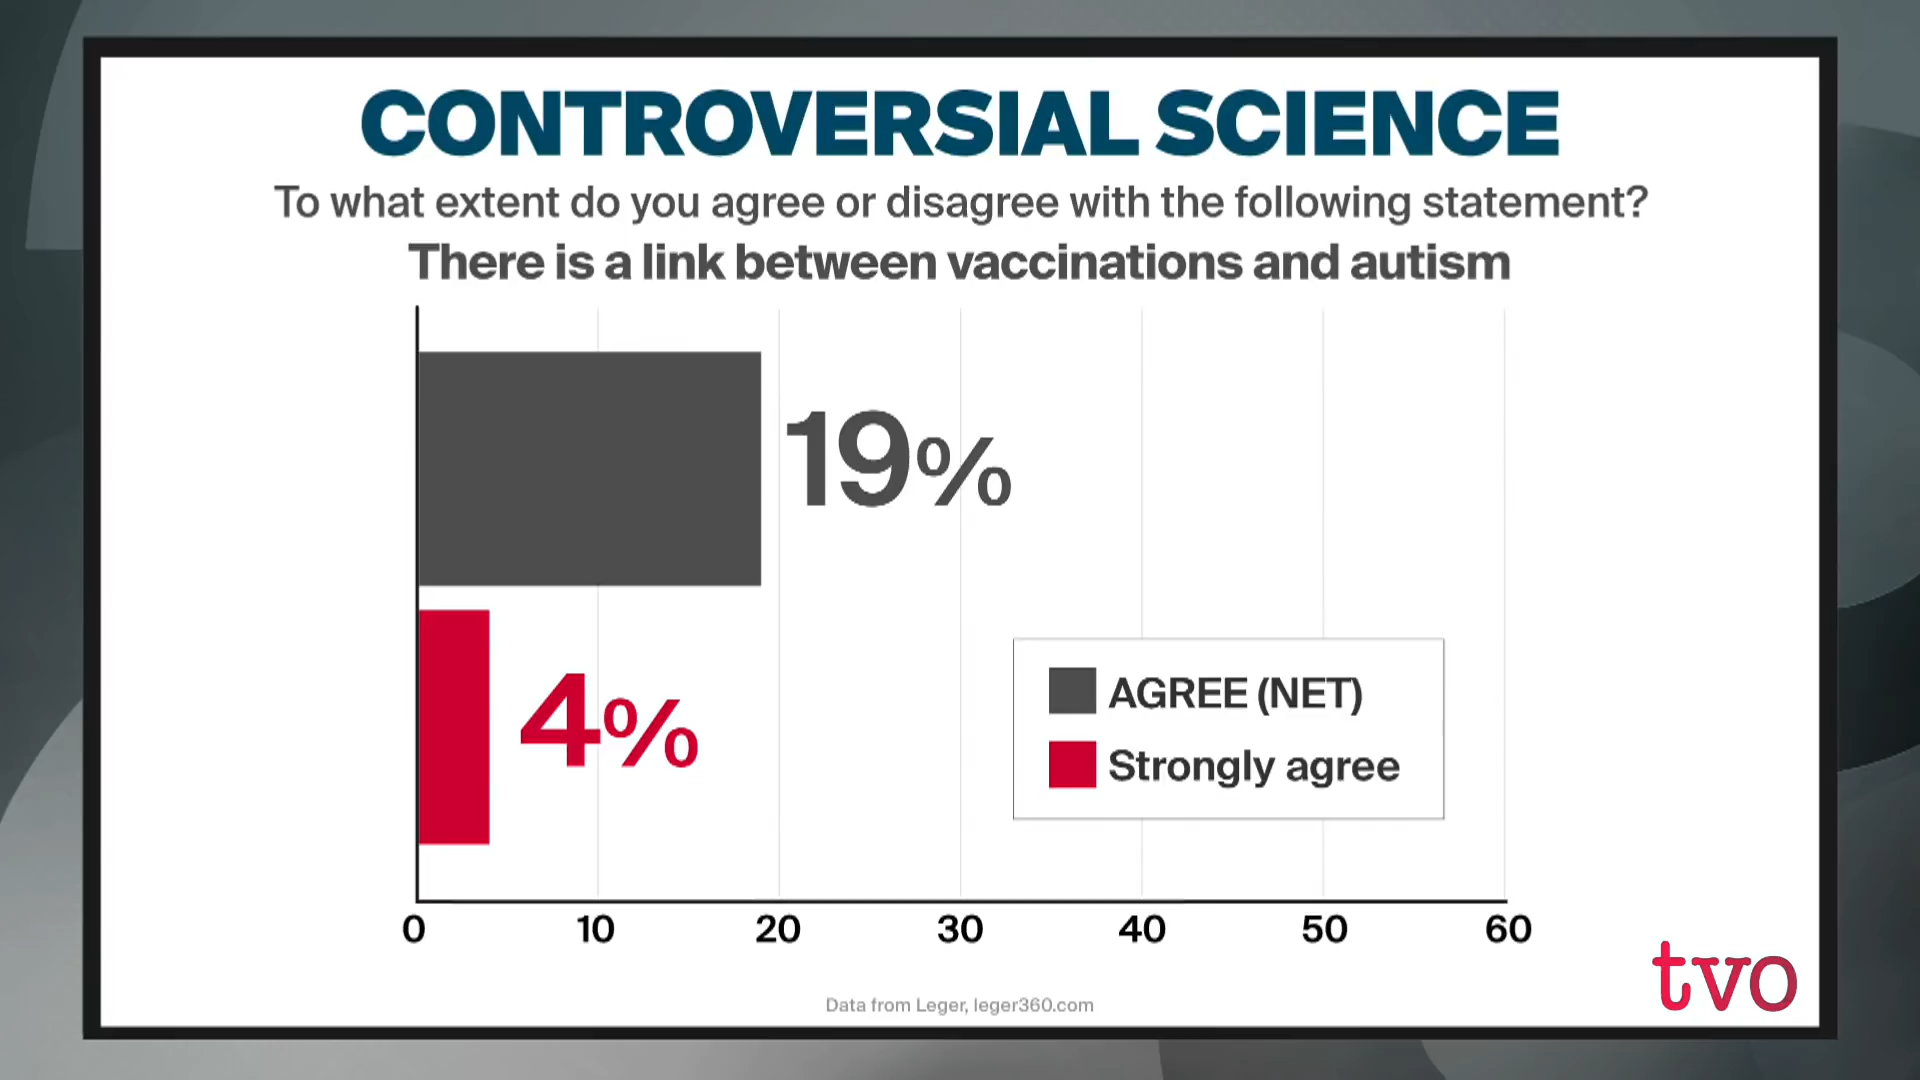 CONTROVERSIAL SCIENCE
To what extent do you agree or disagree with the following statement?
There is a link between vaccinations and autism
19%
4%
AGREE (NET)
Strongly agree
0 10 20 30 40 50 60
Data from Leger, leger360.com
tvo